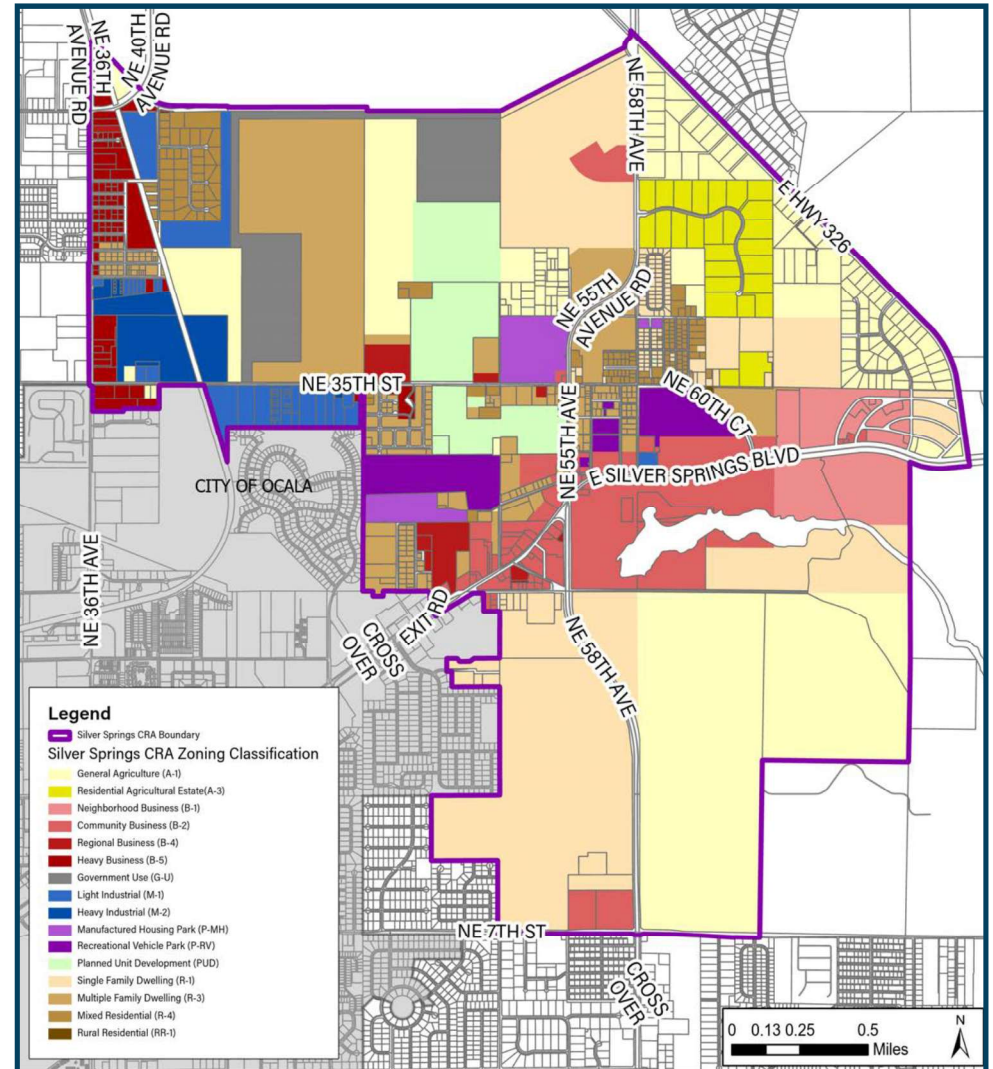 NE 36TH
AVENUE RD
NE 40TH
AVENUE RD
NE 58TH AVE
E HWY 326
NE 55TH
AVENUE RD
NE 35TH ST
NE 60TH CT
NE 55TH AVE
E SILVER SPRINGS BLVD
CITY OF OCALA
NE 36TH AVE
EXIT RD
CROSS
OVER
NE 58TH AVE
NE 7TH ST
CROSS
OVER
Legend
Silver Springs CRA Boundary
Silver Springs CRA Zoning Classification
General Agriculture (A-1)
Residential Agricultural Estate(A-3)
Neighborhood Business (B-1)
Community Business (B-2)
Regional Business (B-4)
Heavy Business (B-5)
Government Use (G-U)
Light Industrial (M-1)
Heavy Industrial (M-2)
Manufactured Housing Park (P-MH)
Recreational Vehicle Park (P-RV)
Planned Unit Development (PUD)
Single Family Dwelling (R-1)
Multiple Family Dwelling (R-3)
Mixed Residential (R-4)
Rural Residential (RR-1)
0 0.13 0.25 0.5
Miles
N